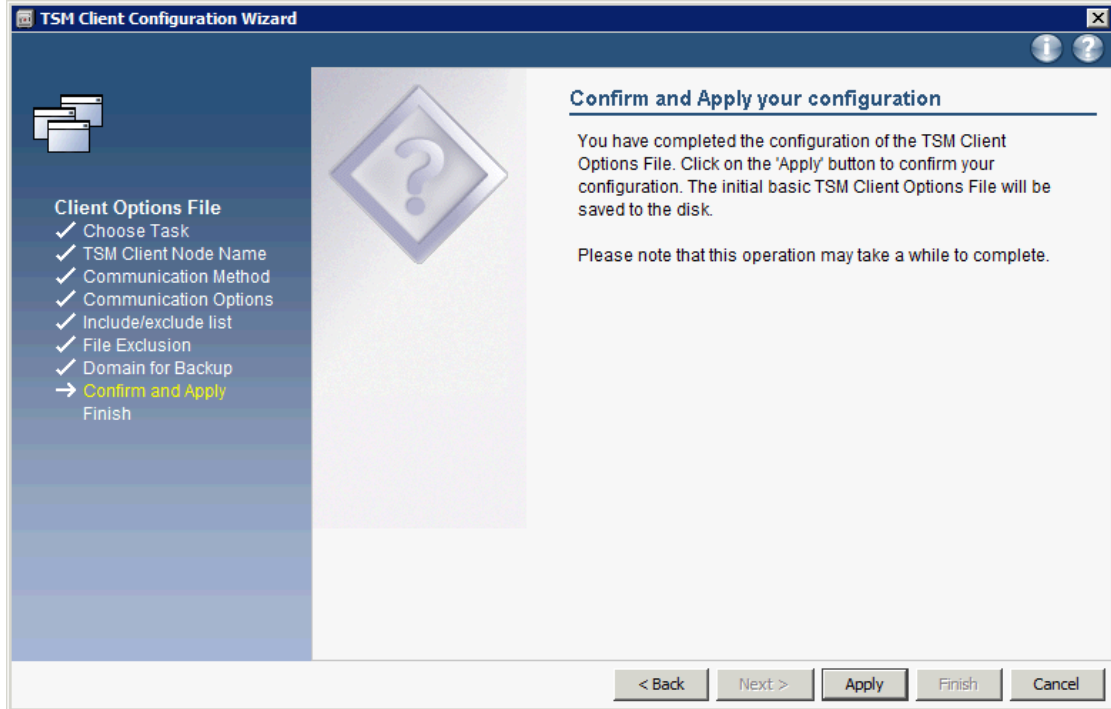 TSM Client Configuration Wizard
Client Options File
Choose Task
TSM Client Node Name
Communication Method
Communication Options
Include/exclude list
File Exclusion
Domain for Backup
Confirm and Apply
Finish
Confirm and Apply your configuration
You have completed the configuration of the TSM Client
Options File. Click on the 'Apply' button to confirm your
configuration. The initial basic TSM Client Options File will be
saved to the disk.
Please note that this operation may take a while to complete.
< Back Next > Apply Finish Cancel